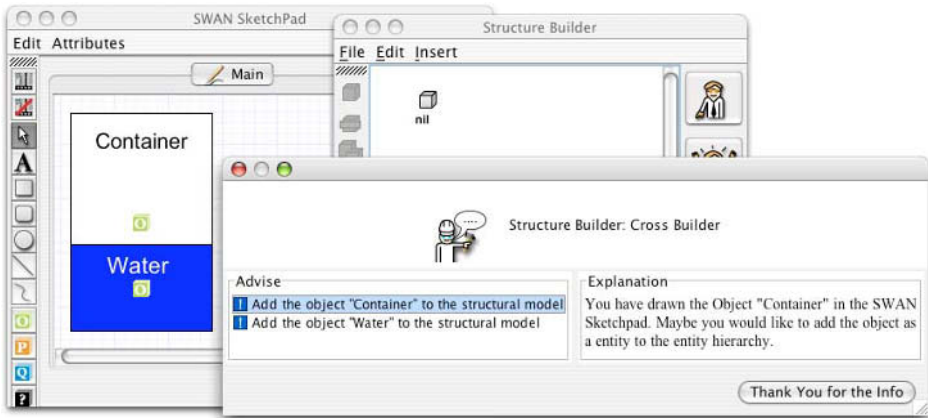 SWAN SketchPad
Edit Attributes
Main
Container
Water
A
P
Q
?
Structure Builder
File Edit Insert
nil
....
Structure Builder: Cross Builder
Advise
! Add the object "Container" to the structural model
! Add the object "Water" to the structural model
Explanation
You have drawn the Object "Container" in the SWAN
Sketchpad. Maybe you would like to add the object as
a entity to the entity hierarchy.
Thank You for the Info